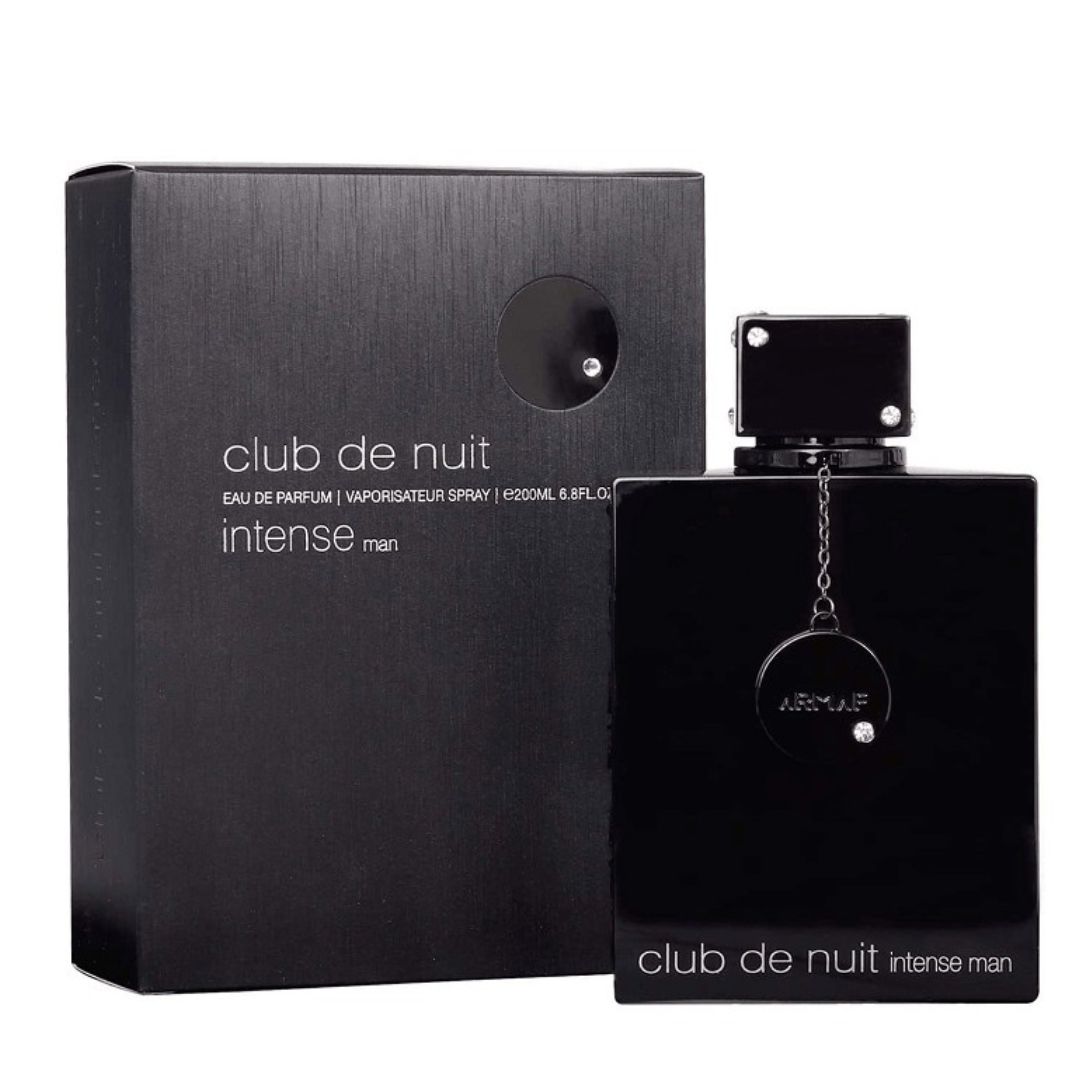 club de nuit
EAU DE PARFUM | VAPORISATEUR SPRAY | e200ML 6.8FL.OZ
intense man
ARMAF
club de nuit intense man